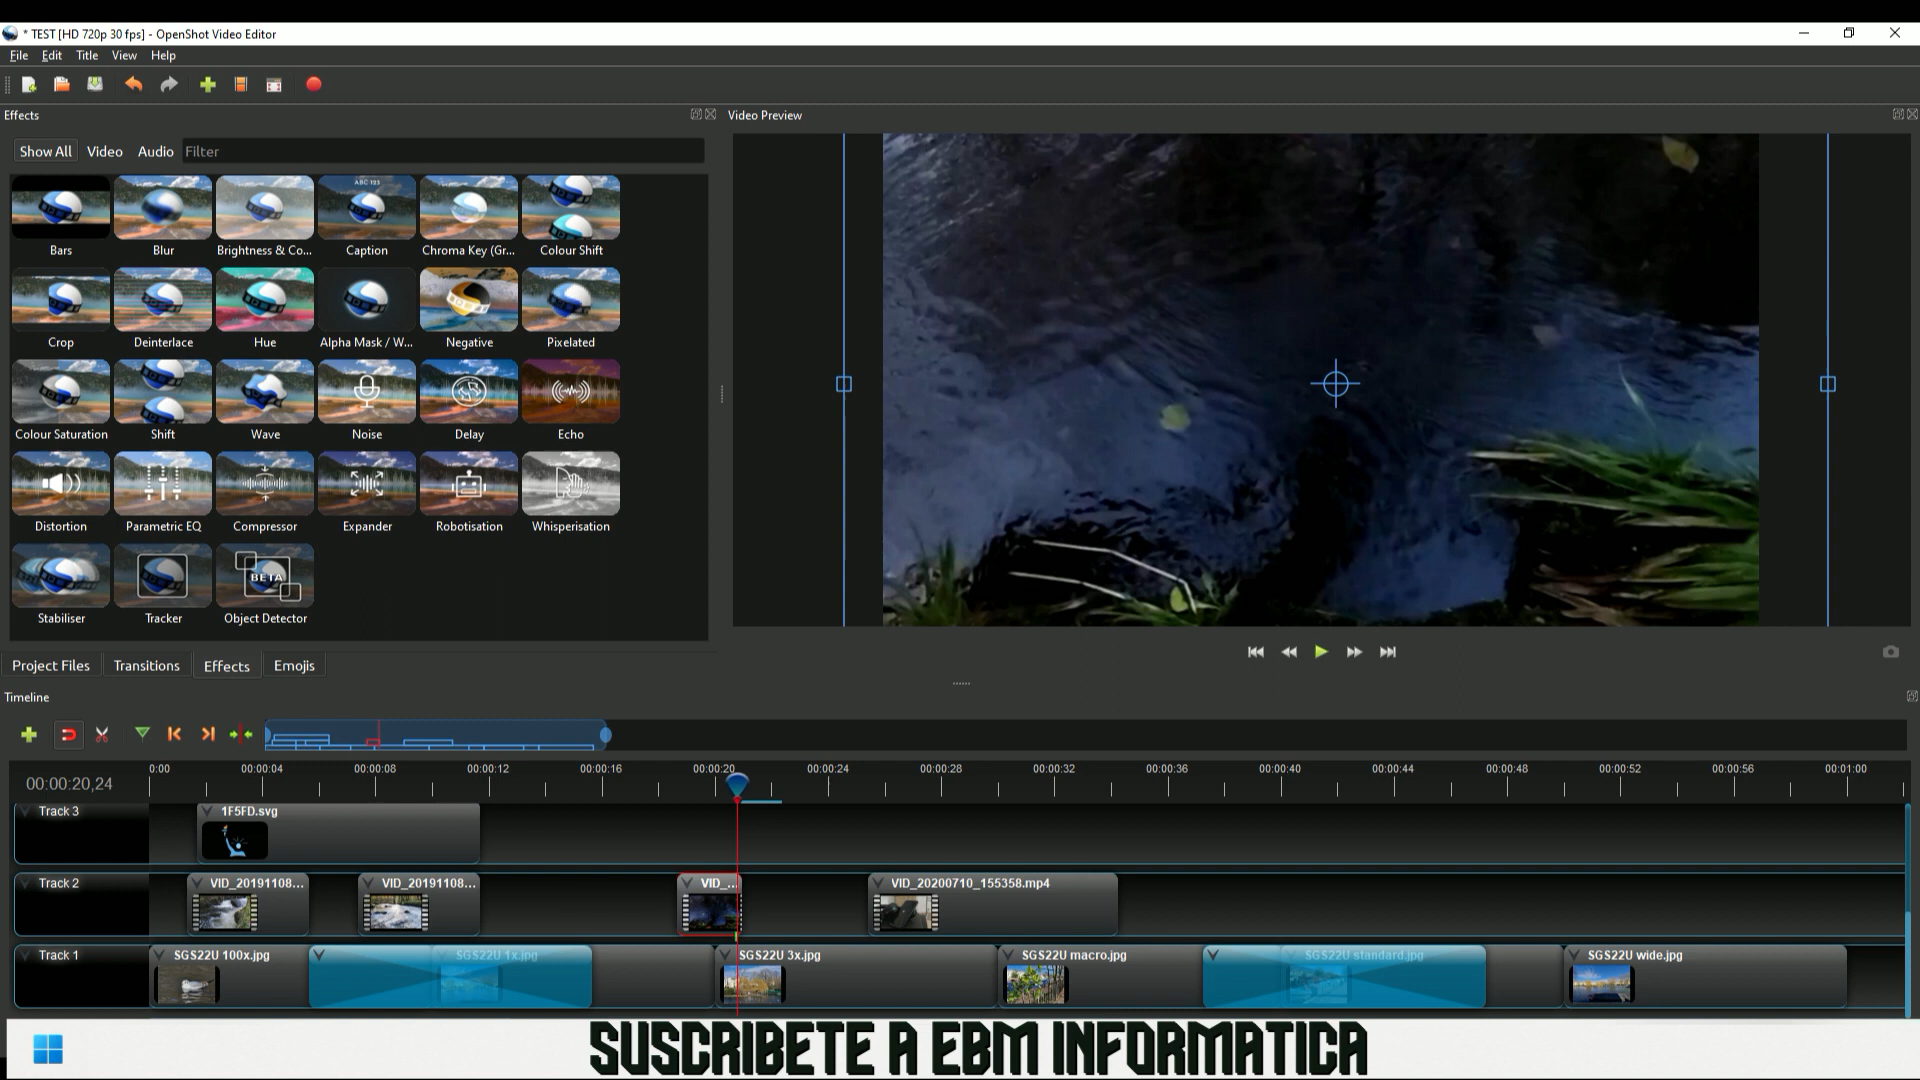 * TEST [HD 720p 30 fps] - OpenShot Video Editor
File Edit Title View Help
Effects
Video Preview
Show All Video Audio Filter
ABC 123
Bars Blur Brightness & Co... Caption Chroma Key (Gr... Colour Shift
Crop Deinterlace Hue Alpha Mask / W... Negative Pixelated
Colour Saturation Shift Wave Noise Delay Echo
Distortion Parametric EQ Compressor Expander Robotisation Whisperisation
BETA
Stabiliser Tracker Object Detector
Project Files Transitions Effects Emojis
Timeline
00:00:20,24
0:00 00:00:04 00:00:08 00:00:12 00:00:16 00:00:20 00:00:24 00:00:28 00:00:32 00:00:36 00:00:40 00:00:44 00:00:48 00:00:52 00:00:56 00:01:00
Track 3 1F5FD.svg
Track 2 VID_20191108... VID_20191108... VID_... VID_20200710_155358.mp4
Track 1 SGS22U 100x.jpg SGS22U 1x.jpg SGS22U 3x.jpg SGS22U macro.jpg SGS22U standard.jpg SGS22U wide.jpg
SUSCRIBETE A EBM INFORMATICA